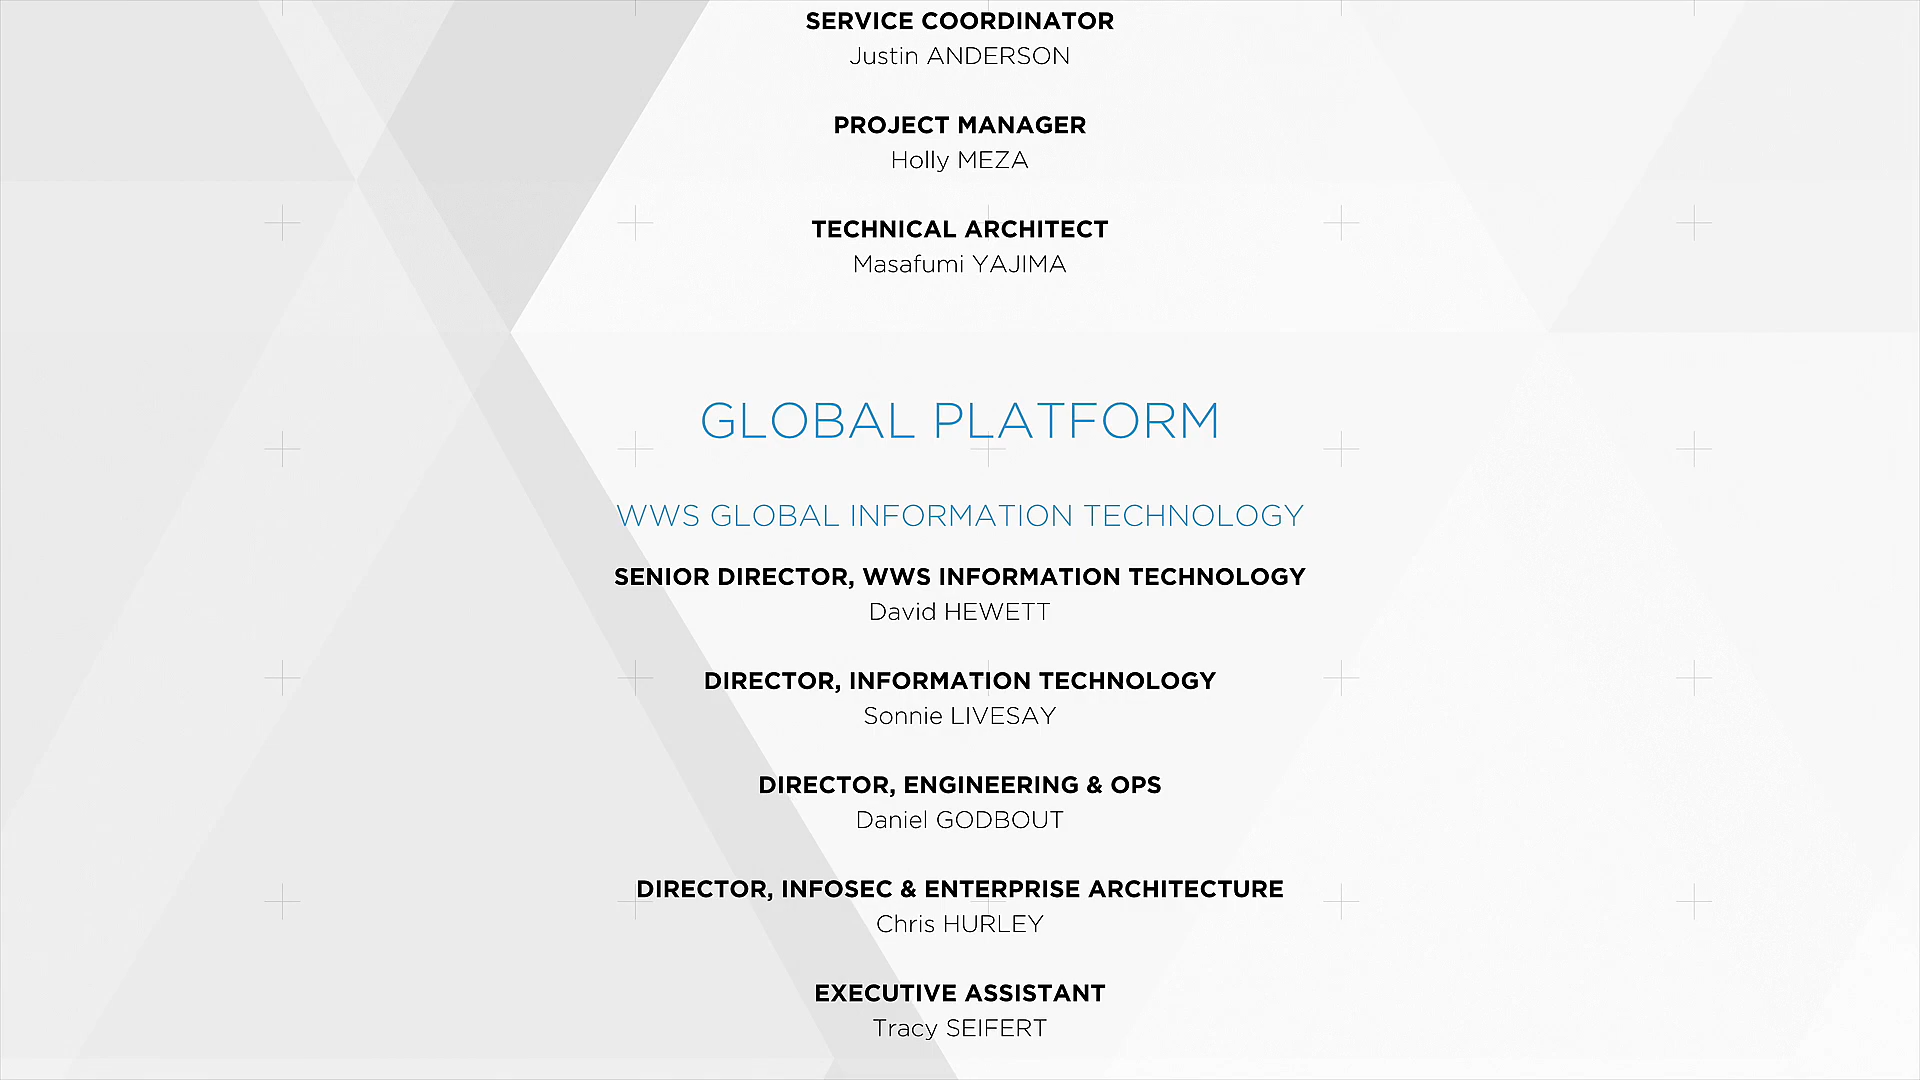 SERVICE COORDINATOR
Justin ANDERSON
PROJECT MANAGER
Holly MEZA
TECHNICAL ARCHITECT
Masafumi YAJIMA
GLOBAL PLATFORM
WWS GLOBAL INFORMATION TECHNOLOGY
SENIOR DIRECTOR, WWS INFORMATION TECHNOLOGY
David HEWETT
DIRECTOR, INFORMATION TECHNOLOGY
Sonnie LIVESAY
DIRECTOR, ENGINEERING & OPS
Daniel GODBOUT
DIRECTOR, INFOSEC & ENTERPRISE ARCHITECTURE
Chris HURLEY
EXECUTIVE ASSISTANT
Tracy SEIFERT